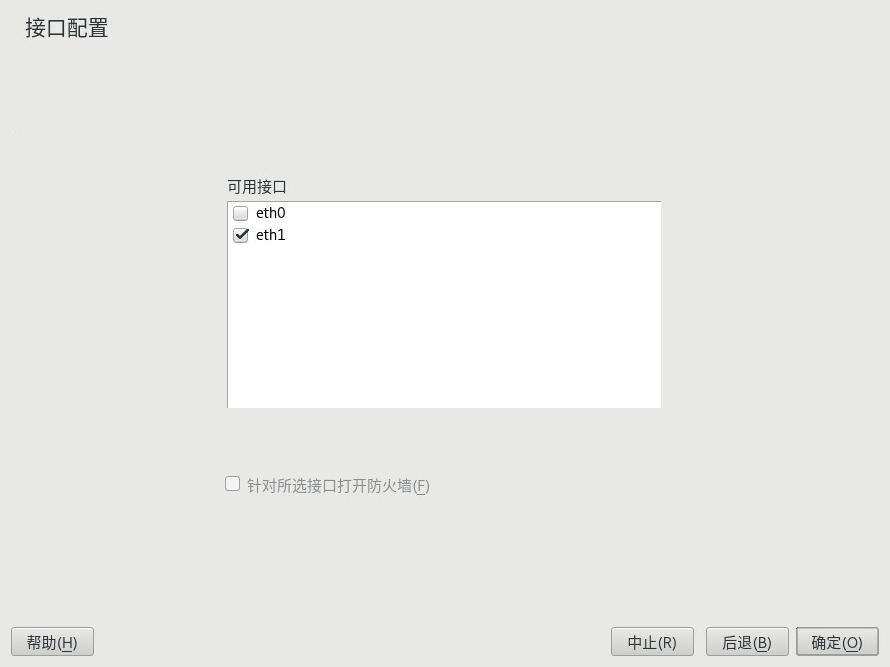 接口配置
可用接口
eth0
eth1
针对所选接口打开防火墙(F)
帮助(H) 中止(R) 后退(B) 确定(O)